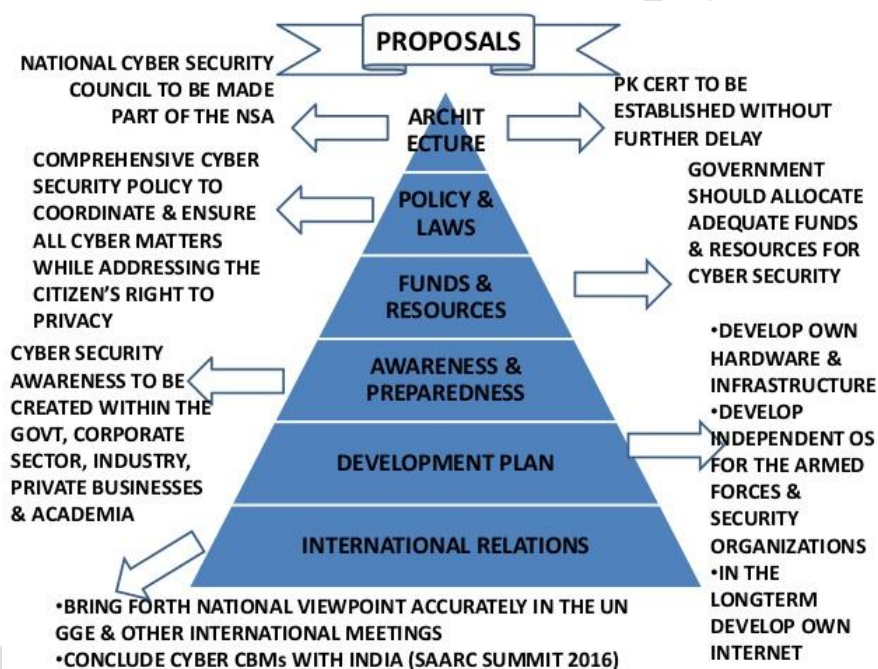 PROPOSALS
NATIONAL CYBER SECURITY
COUNCIL TO BE MADE
PART OF THE NSA
ARCHIT
ECTURE
PK CERT TO BE
ESTABLISHED WITHOUT
FURTHER DELAY
COMPREHENSIVE CYBER
SECURITY POLICY TO
COORDINATE & ENSURE
ALL CYBER MATTERS
WHILE ADDRESSING THE
CITIZEN'S RIGHT TO
PRIVACY
POLICY &
LAWS
GOVERNMENT
SHOULD ALLOCATE
ADEQUATE FUNDS
& RESOURCES FOR
CYBER SECURITY
FUNDS &
RESOURCES
CYBER SECURITY
AWARENESS TO BE
CREATED WITHIN THE
GOVT, CORPORATE
SECTOR, INDUSTRY,
PRIVATE BUSINESSES
& ACADEMIA
AWARENESS &
PREPAREDNESS
•DEVELOP OWN
HARDWARE &
INFRASTRUCTURE
•DEVELOP
INDEPENDENT OS
FOR THE ARMED
FORCES &
SECURITY
ORGANIZATIONS
•IN THE
LONGTERM
DEVELOP OWN
INTERNET
DEVELOPMENT PLAN
INTERNATIONAL RELATIONS
•BRING FORTH NATIONAL VIEWPOINT ACCURATELY IN THE UN
GGE & OTHER INTERNATIONAL MEETINGS
•CONCLUDE CYBER CBMs WITH INDIA (SAARC SUMMIT 2016)